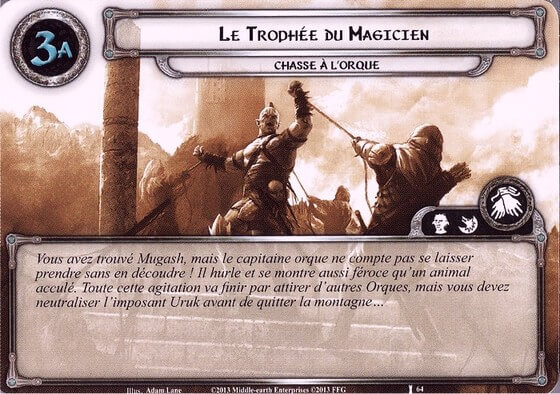 3A
LE TROPHÉE DU MAGICIEN
CHASSE À L'ORQUE
Vous avez trouvé Mugash, mais le capitaine orque ne compte pas se laisser
prendre sans en découdre ! Il hurle et se montre aussi féroce qu'un animal
acculé. Toute cette agitation va finir par attirer d'autres Orques, mais vous devez
neutraliser l'imposant Uruk avant de quitter la montagne…
Illus. Adam Lane ©2013 Middle-earth Enterprises ©2013 FFG 64